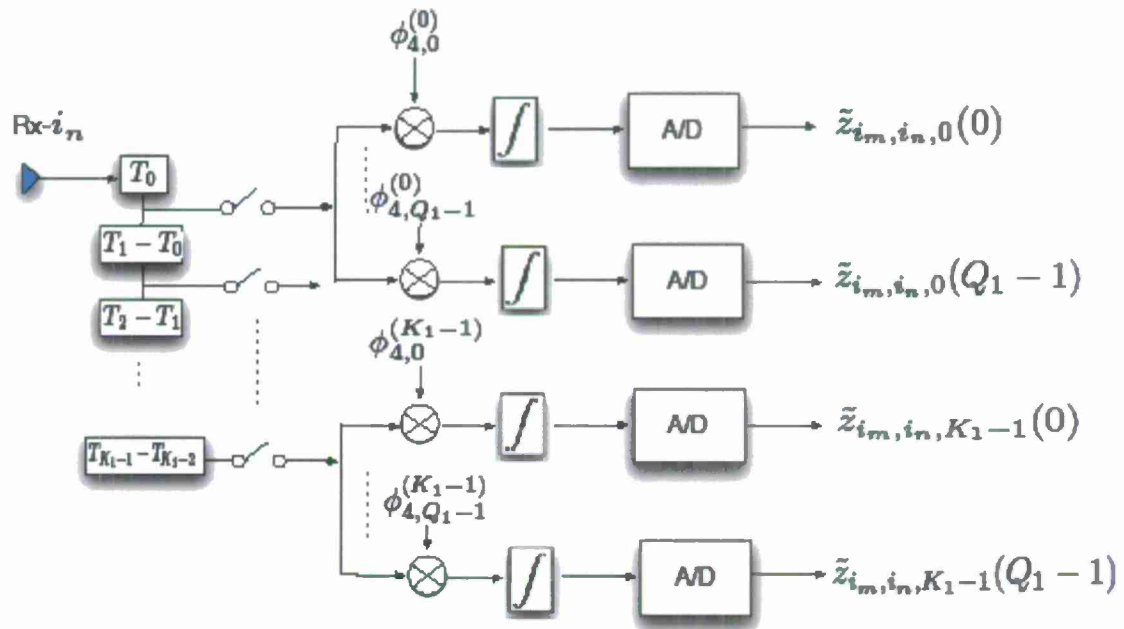 ϕ_{4,0}^{(0)}
Rx-i_n
T_0
∫
A/D
z̃_{i_m,i_n,0}(0)
ϕ_{4,Q_1-1}^{(0)}
T_1 − T_0
∫
A/D
z̃_{i_m,i_n,0}(Q_1 − 1)
T_2 − T_1
ϕ_{4,0}^{(K_1-1)}
∫
A/D
z̃_{i_m,i_n,K_1-1}(0)
T_{K_1-1} − T_{K_1-2}
ϕ_{4,Q_1-1}^{(K_1-1)}
∫
A/D
z̃_{i_m,i_n,K_1-1}(Q_1 − 1)